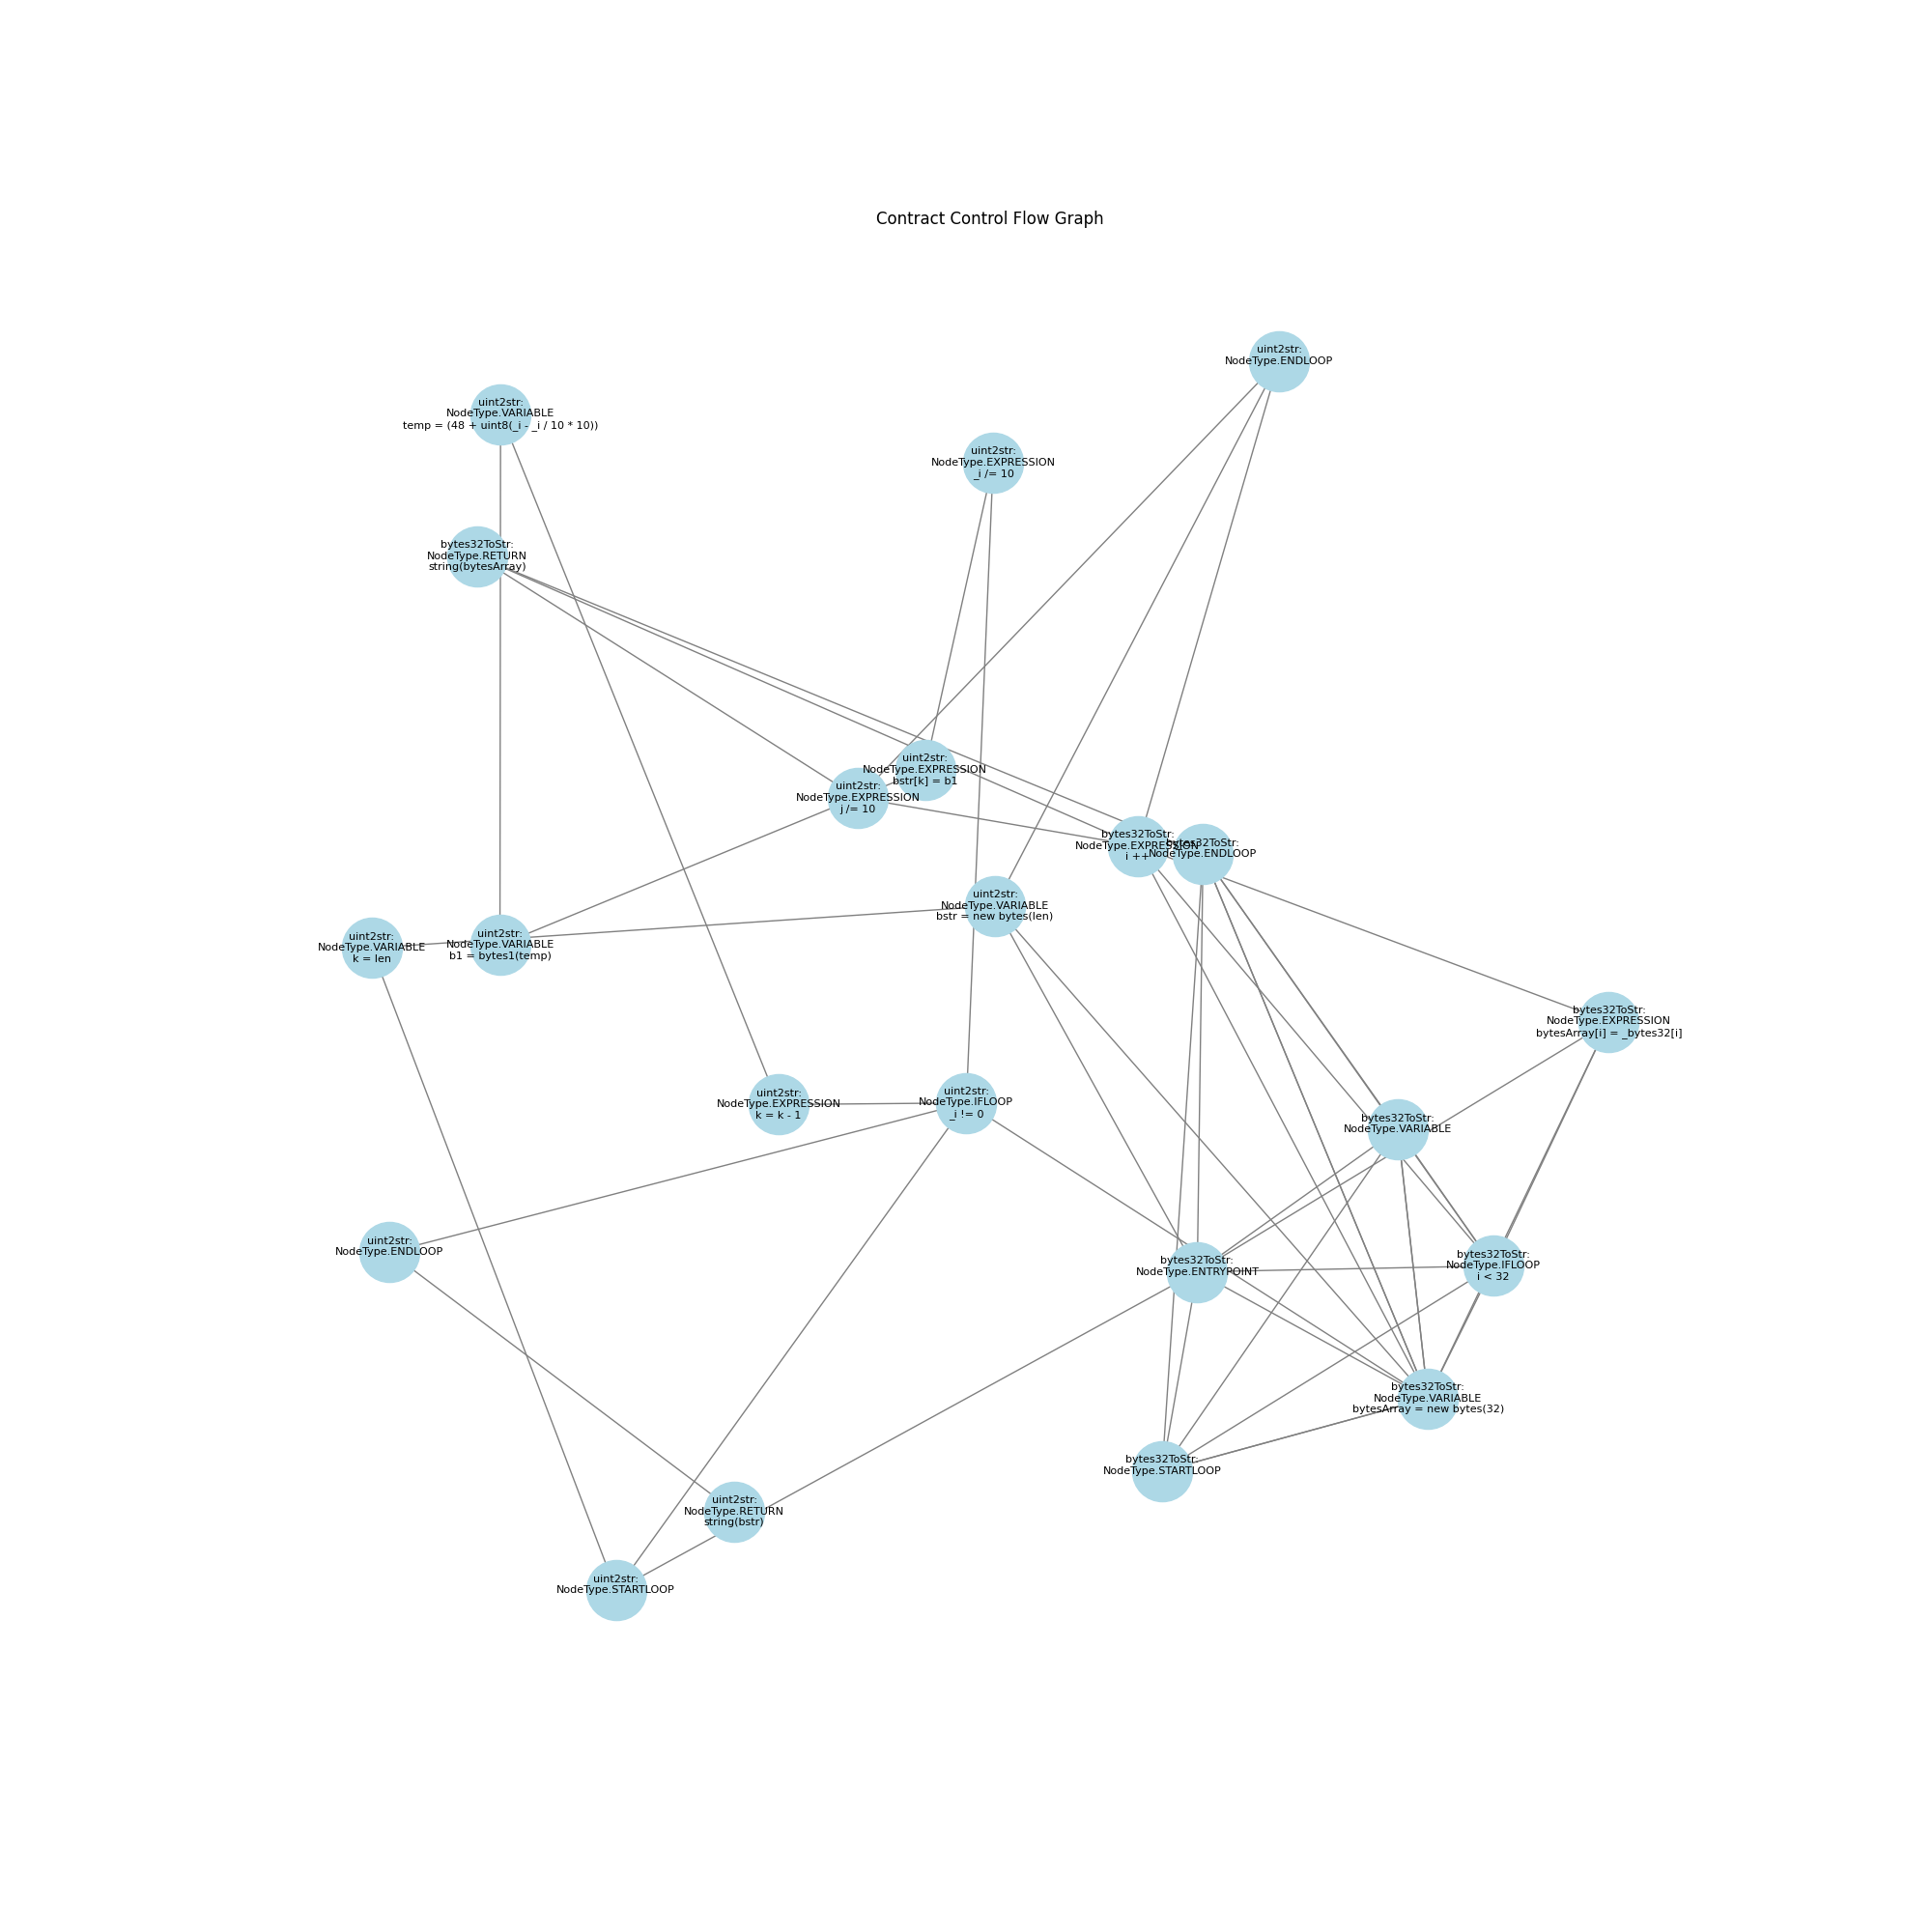 Contract Control Flow Graph
uint2str:
NodeType.ENDLOOP
uint2str:
NodeType.VARIABLE
temp = (48 + uint8(_i - _i / 10 * 10))
uint2str:
NodeType.EXPRESSION
_i /= 10
bytes32ToStr:
NodeType.RETURN
string(bytesArray)
uint2str:
NodeType.EXPRESSION
bstr[k] = b1
uint2str:
NodeType.EXPRESSION
j /= 10
bytes32ToStr:
NodeType.EXPRESSION
i ++
bytes32ToStr:
NodeType.ENDLOOP
uint2str:
NodeType.VARIABLE
bstr = new bytes(len)
uint2str:
NodeType.VARIABLE
k = len
uint2str:
NodeType.VARIABLE
b1 = bytes1(temp)
bytes32ToStr:
NodeType.EXPRESSION
bytesArray[i] = _bytes32[i]
uint2str:
NodeType.EXPRESSION
k = k - 1
uint2str:
NodeType.IFLOOP
_i != 0
bytes32ToStr:
NodeType.VARIABLE
uint2str:
NodeType.ENDLOOP
bytes32ToStr:
NodeType.ENTRYPOINT
bytes32ToStr:
NodeType.IFLOOP
i < 32
bytes32ToStr:
NodeType.VARIABLE
bytesArray = new bytes(32)
bytes32ToStr:
NodeType.STARTLOOP
uint2str:
NodeType.RETURN
string(bstr)
uint2str:
NodeType.STARTLOOP